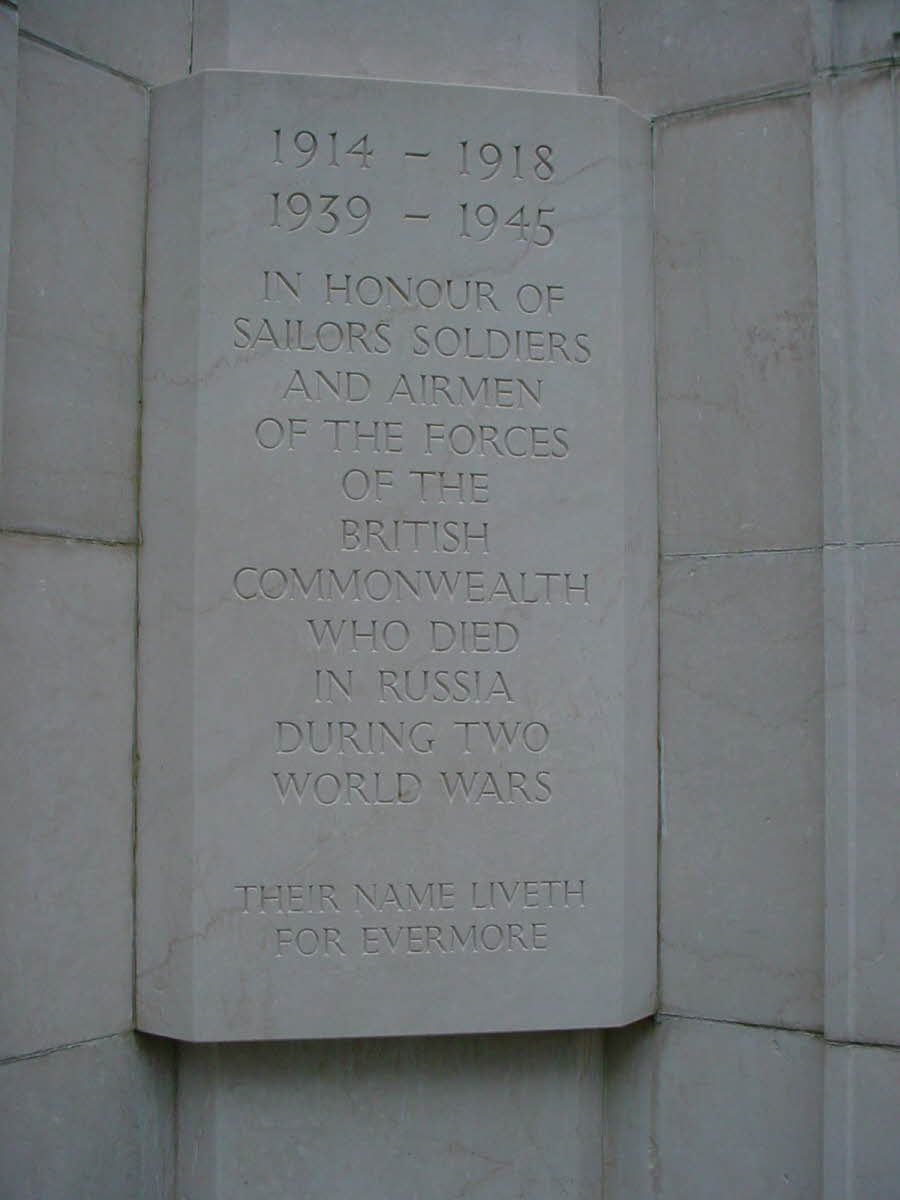 1914 – 1918
1939 – 1945
IN HONOUR OF
SAILORS SOLDIERS
AND AIRMEN
OF THE FORCES
OF THE
BRITISH
COMMONWEALTH
WHO DIED
IN RUSSIA
DURING TWO
WORLD WARS
THEIR NAME LIVETH
FOR EVERMORE